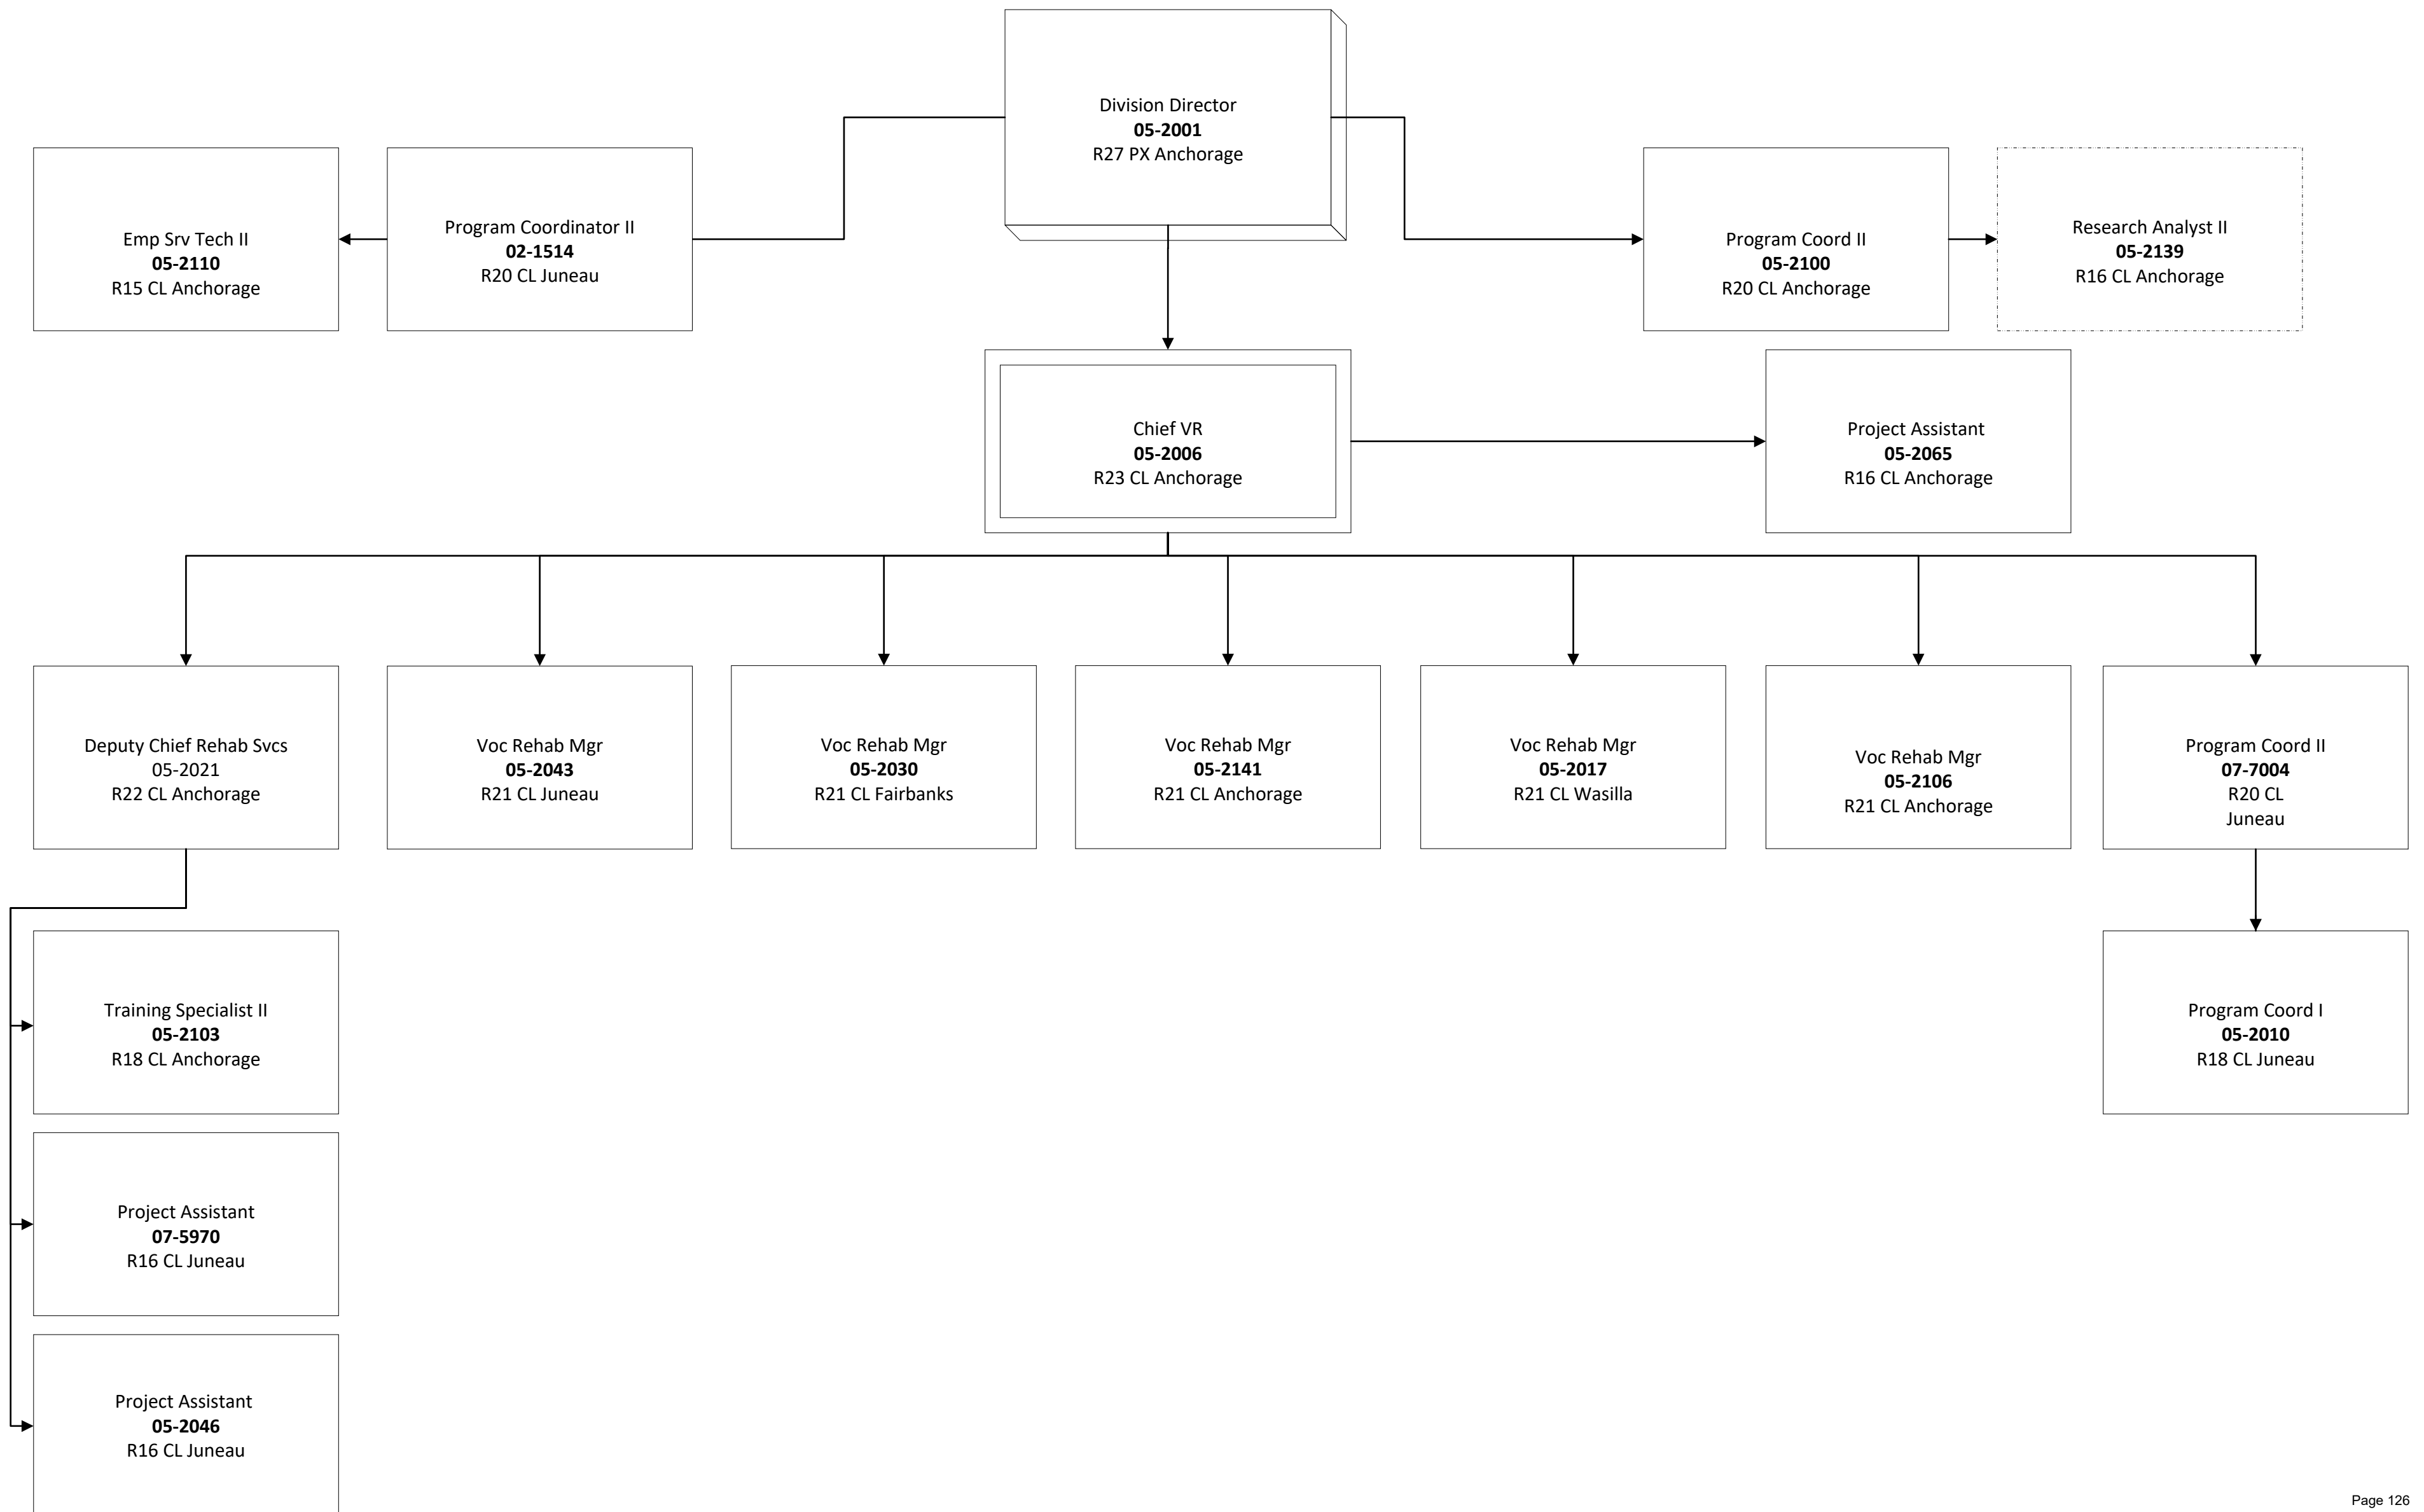 Division Director
05-2001
R27 PX Anchorage
Emp Srv Tech II
05-2110
R15 CL Anchorage
Program Coordinator II
02-1514
R20 CL Juneau
Program Coord II
05-2100
R20 CL Anchorage
Research Analyst II
05-2139
R16 CL Anchorage
Chief VR
05-2006
R23 CL Anchorage
Project Assistant
05-2065
R16 CL Anchorage
Deputy Chief Rehab Svcs
05-2021
R22 CL Anchorage
Voc Rehab Mgr
05-2043
R21 CL Juneau
Voc Rehab Mgr
05-2030
R21 CL Fairbanks
Voc Rehab Mgr
05-2141
R21 CL Anchorage
Voc Rehab Mgr
05-2017
R21 CL Wasilla
Voc Rehab Mgr
05-2106
R21 CL Anchorage
Program Coord II
07-7004
R20 CL
Juneau
Training Specialist II
05-2103
R18 CL Anchorage
Program Coord I
05-2010
R18 CL Juneau
Project Assistant
07-5970
R16 CL Juneau
Project Assistant
05-2046
R16 CL Juneau
Page 126